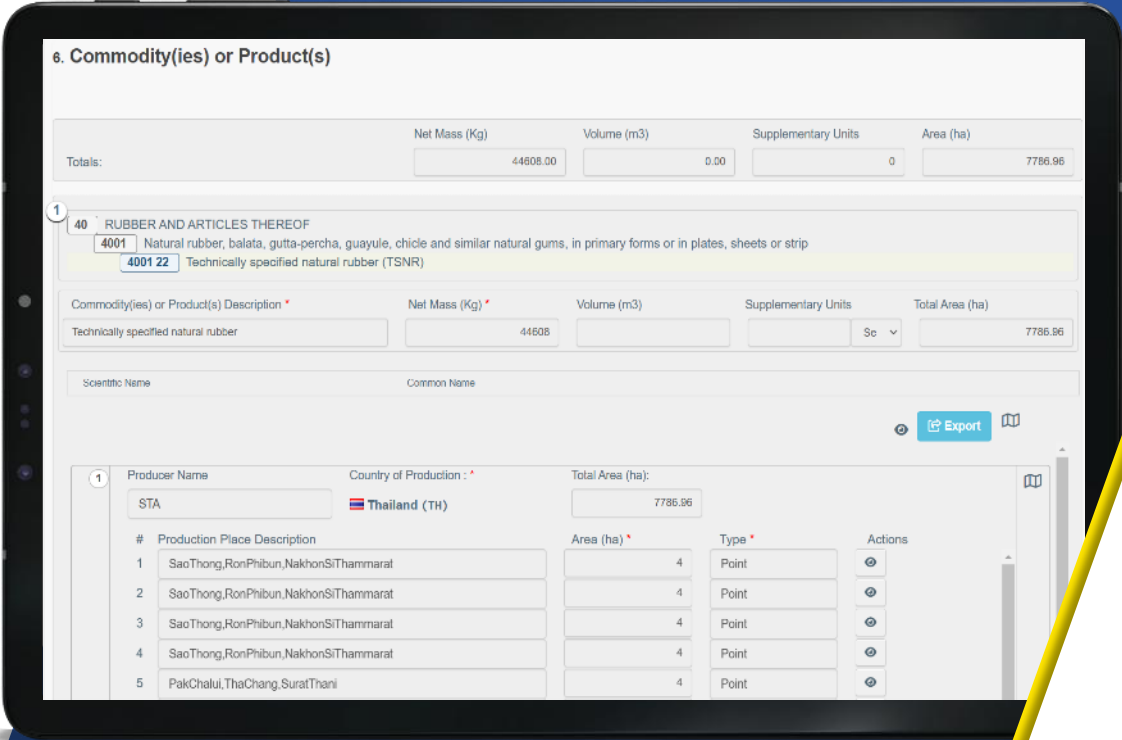 6. Commodity(ies) or Product(s)
Net Mass (Kg) Volume (m3) Supplementary Units Area (ha)
Totals: 44608.00 0.00 0 7786.96
1
40 RUBBER AND ARTICLES THEREOF
4001 Natural rubber, balata, gutta-percha, guayule, chicle and similar natural gums, in primary forms or in plates, sheets or strip
4001 22 Technically specified natural rubber (TSNR)
Commodity(ies) or Product(s) Description * Net Mass (Kg) * Volume (m3) Supplementary Units Total Area (ha)
Technically specified natural rubber 44608 Sc 7786.96
Scientific Name Common Name
Export
1 Producer Name Country of Production : * Total Area (ha):
STA Thailand (TH) 7786.96
# Production Place Description Area (ha) * Type * Actions
1 SaoThong,RonPhibun,NakhonSiThammarat 4 Point
2 SaoThong,RonPhibun,NakhonSiThammarat 4 Point
3 SaoThong,RonPhibun,NakhonSiThammarat 4 Point
4 SaoThong,RonPhibun,NakhonSiThammarat 4 Point
5 PakChalui,ThaChang,SuratThani 4 Point